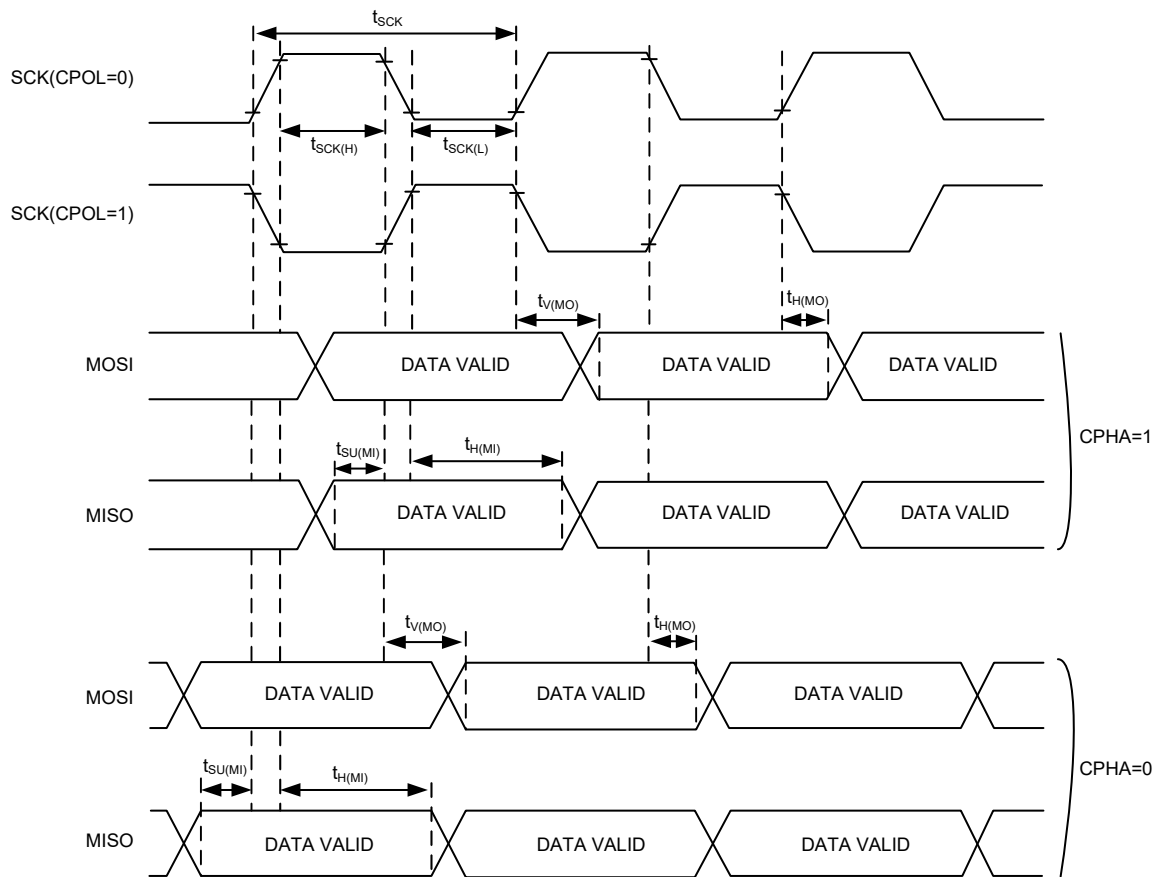 tSCK
SCK(CPOL=0)
tSCK(H)
tSCK(L)
SCK(CPOL=1)
tV(MO)
tH(MO)
MOSI
DATA VALID
DATA VALID
DATA VALID
CPHA=1
tSU(MI)
tH(MI)
MISO
DATA VALID
DATA VALID
DATA VALID
tV(MO)
tH(MO)
MOSI
DATA VALID
DATA VALID
DATA VALID
CPHA=0
tSU(MI)
tH(MI)
MISO
DATA VALID
DATA VALID
DATA VALID